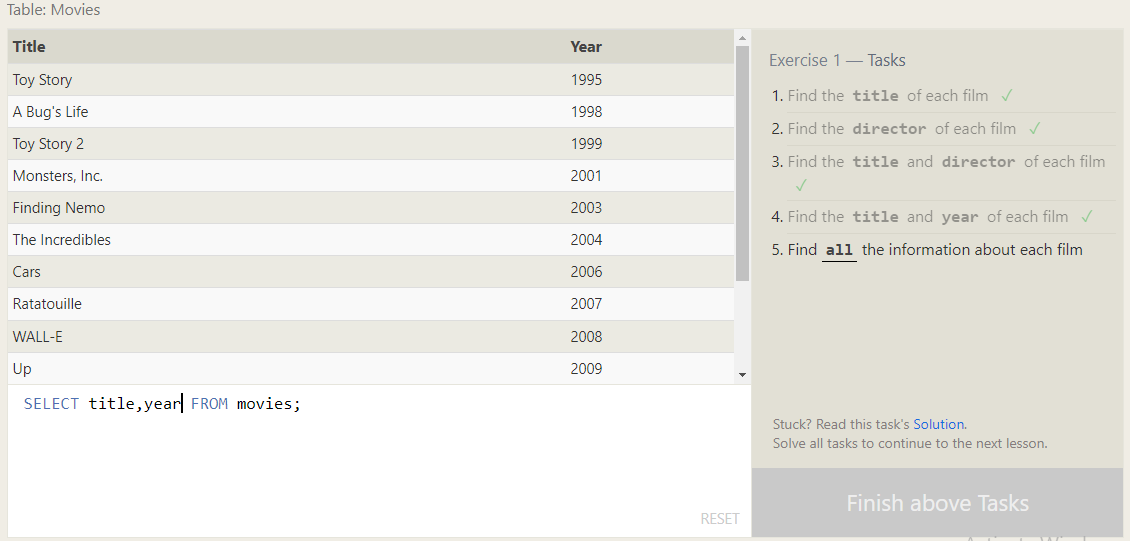 Table: Movies
Title Year
Toy Story 1995
A Bug's Life 1998
Toy Story 2 1999
Monsters, Inc. 2001
Finding Nemo 2003
The Incredibles 2004
Cars 2006
Ratatouille 2007
WALL-E 2008
Up 2009
SELECT title,year FROM movies;
RESET
Exercise 1 — Tasks
1. Find the title of each film ✓
2. Find the director of each film ✓
3. Find the title and director of each film
✓
4. Find the title and year of each film ✓
5. Find all the information about each film
Stuck? Read this task's Solution.
Solve all tasks to continue to the next lesson.
Finish above Tasks